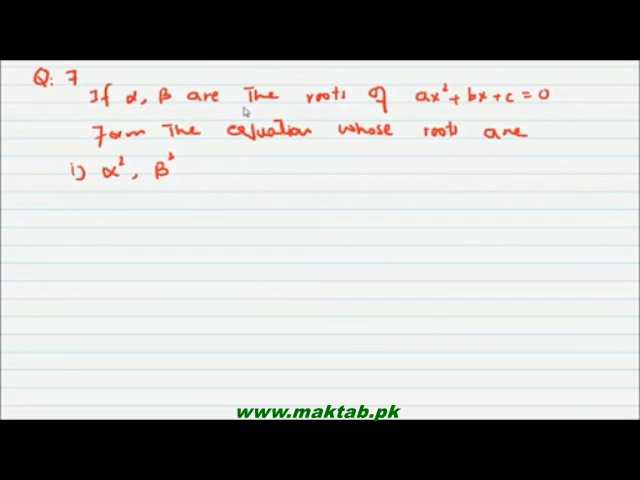 Q: 7
If α, β are The roots of ax² + bx + c = 0
Form The equation whose roots are
i) α², β²
www.maktab.pk